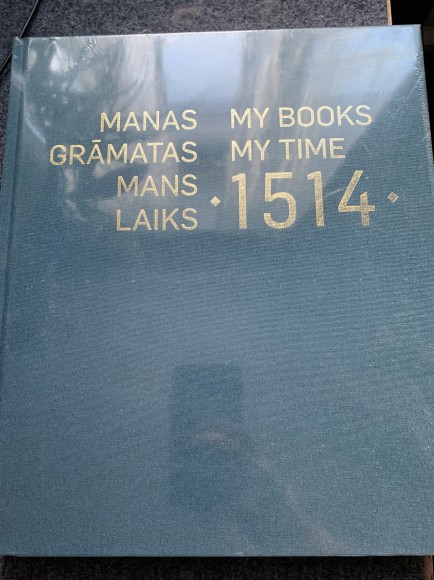 MANAS
GRĀMATAS
MANS
LAIKS
MY BOOKS
MY TIME
·1514·